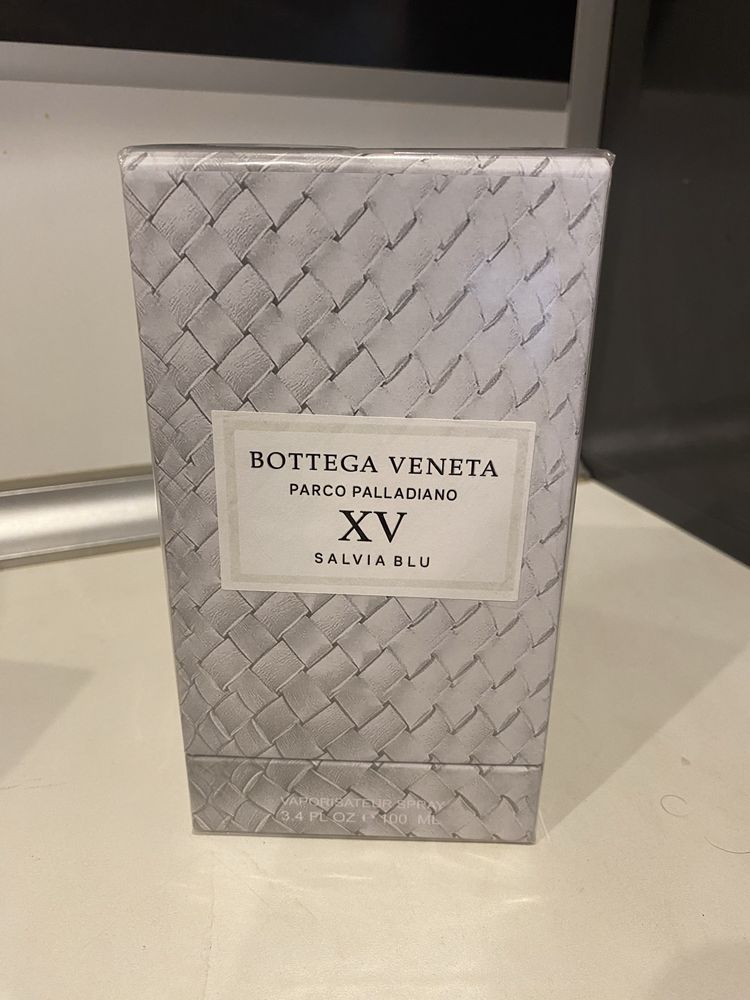 BOTTEGA VENETA
PARCO PALLADIANO
XV
SALVIA BLU
VAPORISATEUR SPRAY
3.4 FL OZ ℮ 100 ML